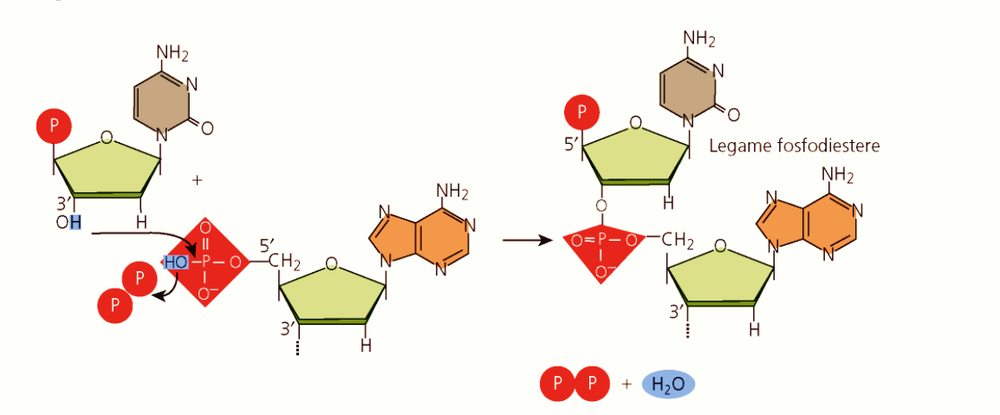 NH₂
N
O
N
P
O
3′
OH
H
+
HO
O
P
O
O⁻
P
P
5′
CH₂
O
3′
H
NH₂
N
N
N
N
NH₂
N
O
N
P
5′
O
H
O
Legame fosfodiestere
O=P
O
O⁻
CH₂
O
3′
H
NH₂
N
N
N
N
P P + H₂O